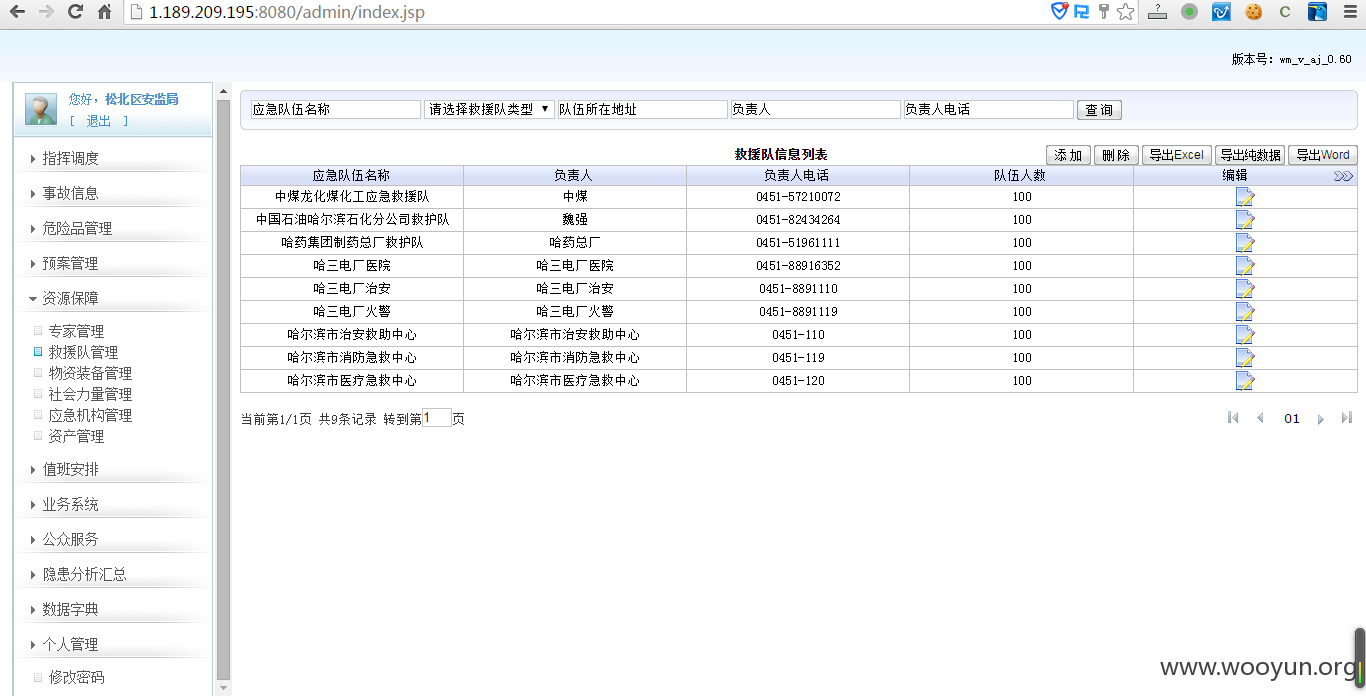 1.189.209.195:8080/admin/index.jsp
版本号：wm_v_aj_0.60
您好，松北区安监局
[ 退出 ]
指挥调度
事故信息
危险品管理
预案管理
资源保障
专家管理
救援队管理
物资装备管理
社会力量管理
应急机构管理
资产管理
值班安排
业务系统
公众服务
隐患分析汇总
数据字典
个人管理
修改密码
应急队伍名称 请选择救援队类型 队伍所在地址 负责人 负责人电话 查询
救援队信息列表 添加 删除 导出Excel 导出纯数据 导出Word
应急队伍名称 负责人 负责人电话 队伍人数 编辑
中煤龙化煤化工应急救援队 中煤 0451-57210072 100
中国石油哈尔滨石化分公司救护队 魏强 0451-82434264 100
哈药集团制药总厂救护队 哈药总厂 0451-51961111 100
哈三电厂医院 哈三电厂医院 0451-88916352 100
哈三电厂治安 哈三电厂治安 0451-8891110 100
哈三电厂火警 哈三电厂火警 0451-8891119 100
哈尔滨市治安救助中心 哈尔滨市治安救助中心 0451-110 100
哈尔滨市消防急救中心 哈尔滨市消防急救中心 0451-119 100
哈尔滨市医疗急救中心 哈尔滨市医疗急救中心 0451-120 100
当前第1/1页 共9条记录 转到第1页 01
www.wooyun.org